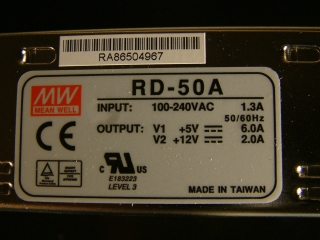 RA86504967
RD-50A
MW
MEAN WELL
INPUT: 100-240VAC 1.3A
50/60Hz
OUTPUT: V1 +5V 6.0A
V2 +12V 2.0A
CE
C UR US
E183223
LEVEL 3
MADE IN TAIWAN